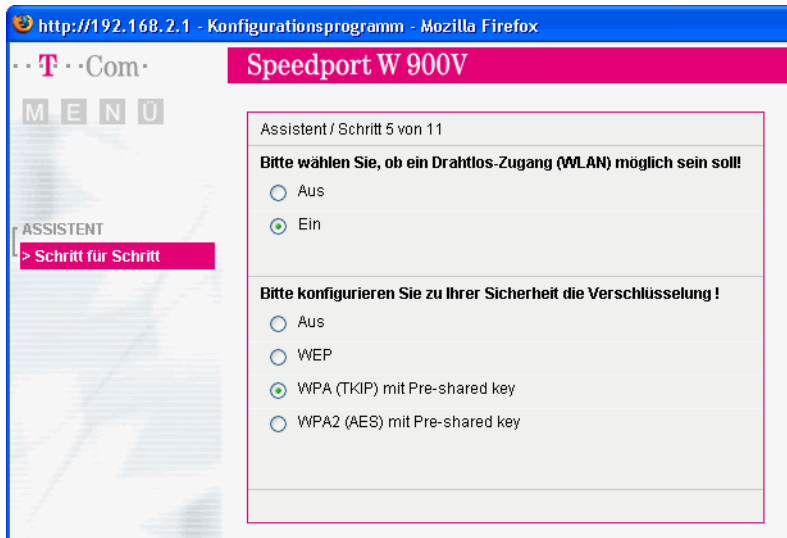 http://192.168.2.1 - Konfigurationsprogramm - Mozilla Firefox
··T··Com·
Speedport W 900V
MENÜ
Assistent / Schritt 5 von 11
Bitte wählen Sie, ob ein Drahtlos-Zugang (WLAN) möglich sein soll!
Aus
Ein
ASSISTENT
> Schritt für Schritt
Bitte konfigurieren Sie zu Ihrer Sicherheit die Verschlüsselung !
Aus
WEP
WPA (TKIP) mit Pre-shared key
WPA2 (AES) mit Pre-shared key